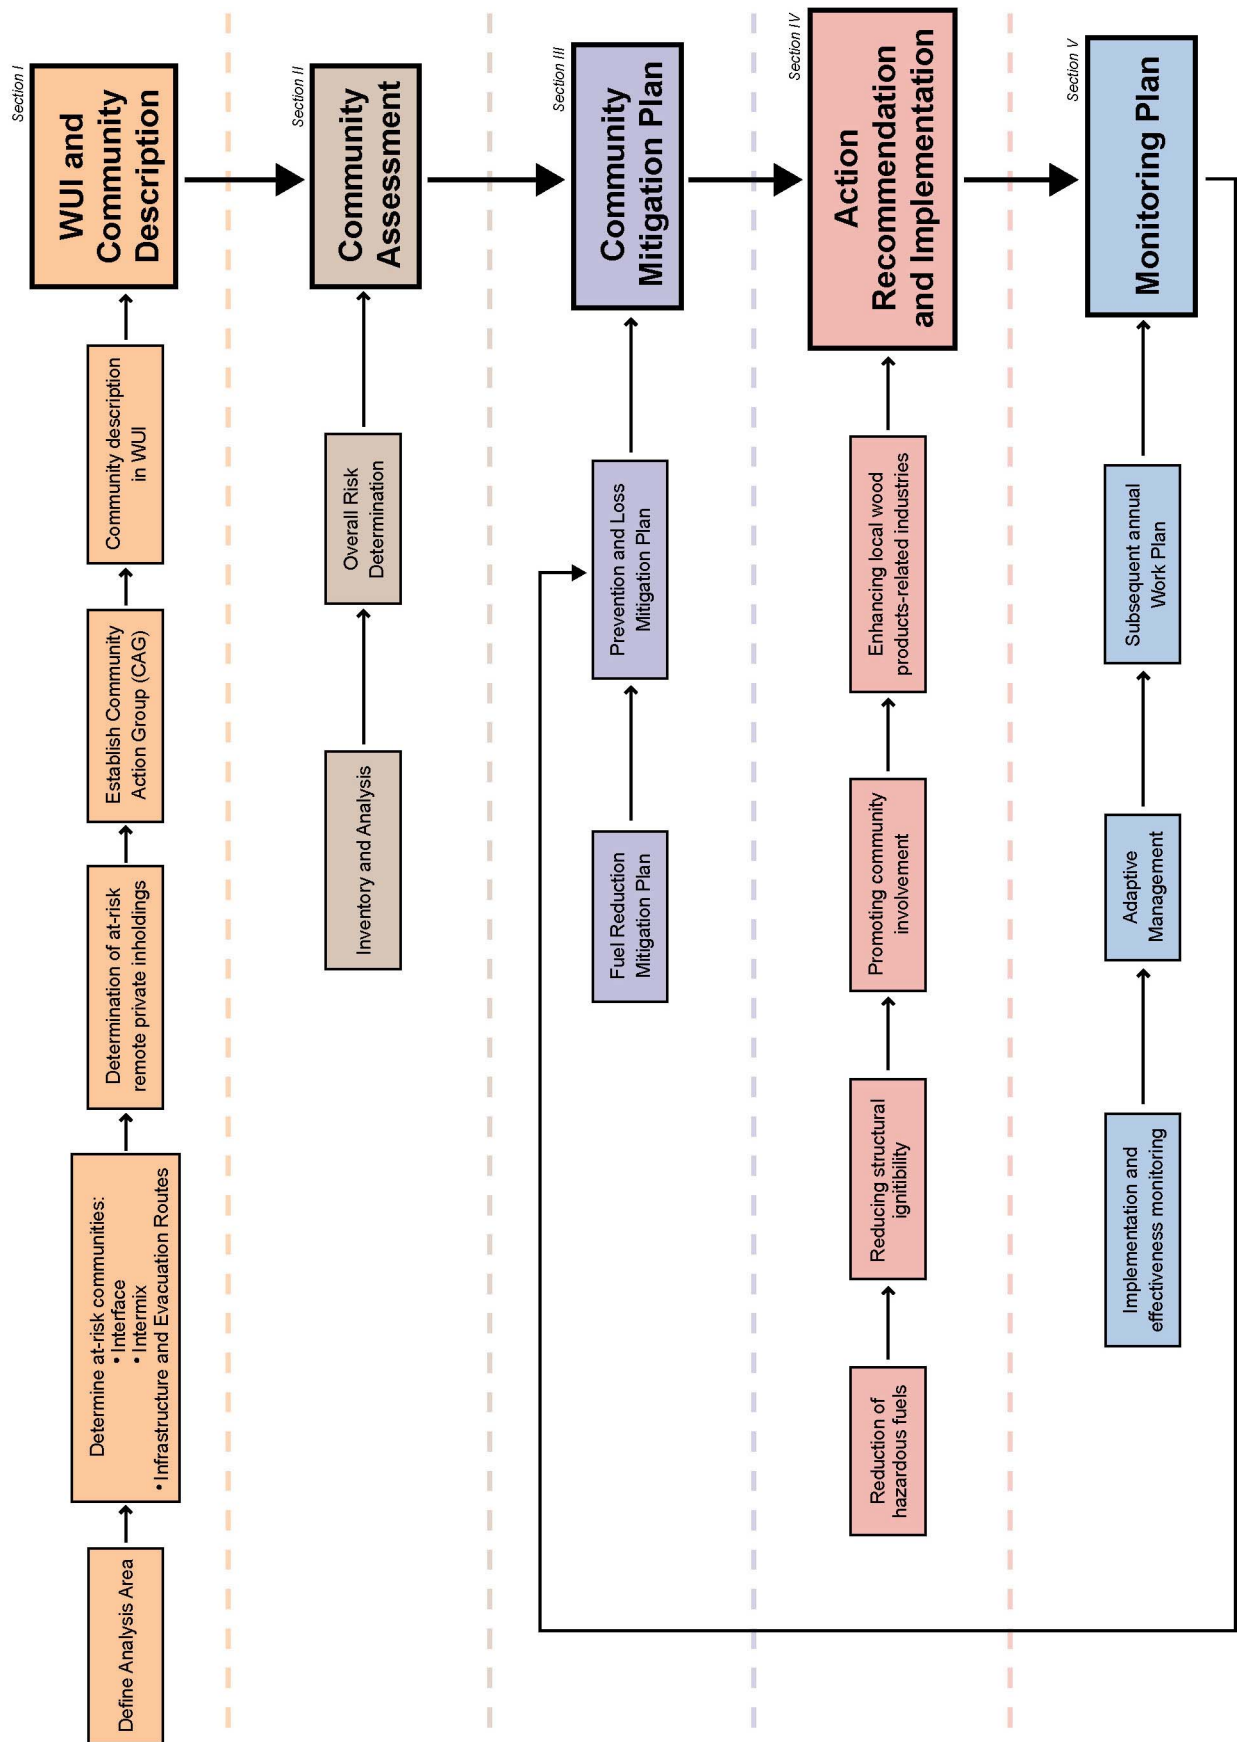 Section I
Define Analysis Area
Determine at-risk communities:
• Interface
• Intermix
• Infrastructure and Evacuation Routes
Determination of at-risk
remote private inholdings
Establish Community
Action Group (CAG)
Community description
in WUI
WUI and
Community
Description
Section II
Inventory and Analysis
Overall Risk
Determination
Community
Assessment
Section III
Fuel Reduction
Mitigation Plan
Prevention and Loss
Mitigation Plan
Community
Mitigation Plan
Section IV
Reduction of
hazardous fuels
Reducing structural
ignitibility
Promoting community
involvement
Enhancing local wood
products-related industries
Action
Recommendation
and Implementation
Section V
Implementation and
effectiveness monitoring
Adaptive
Management
Subsequent annual
Work Plan
Monitoring Plan